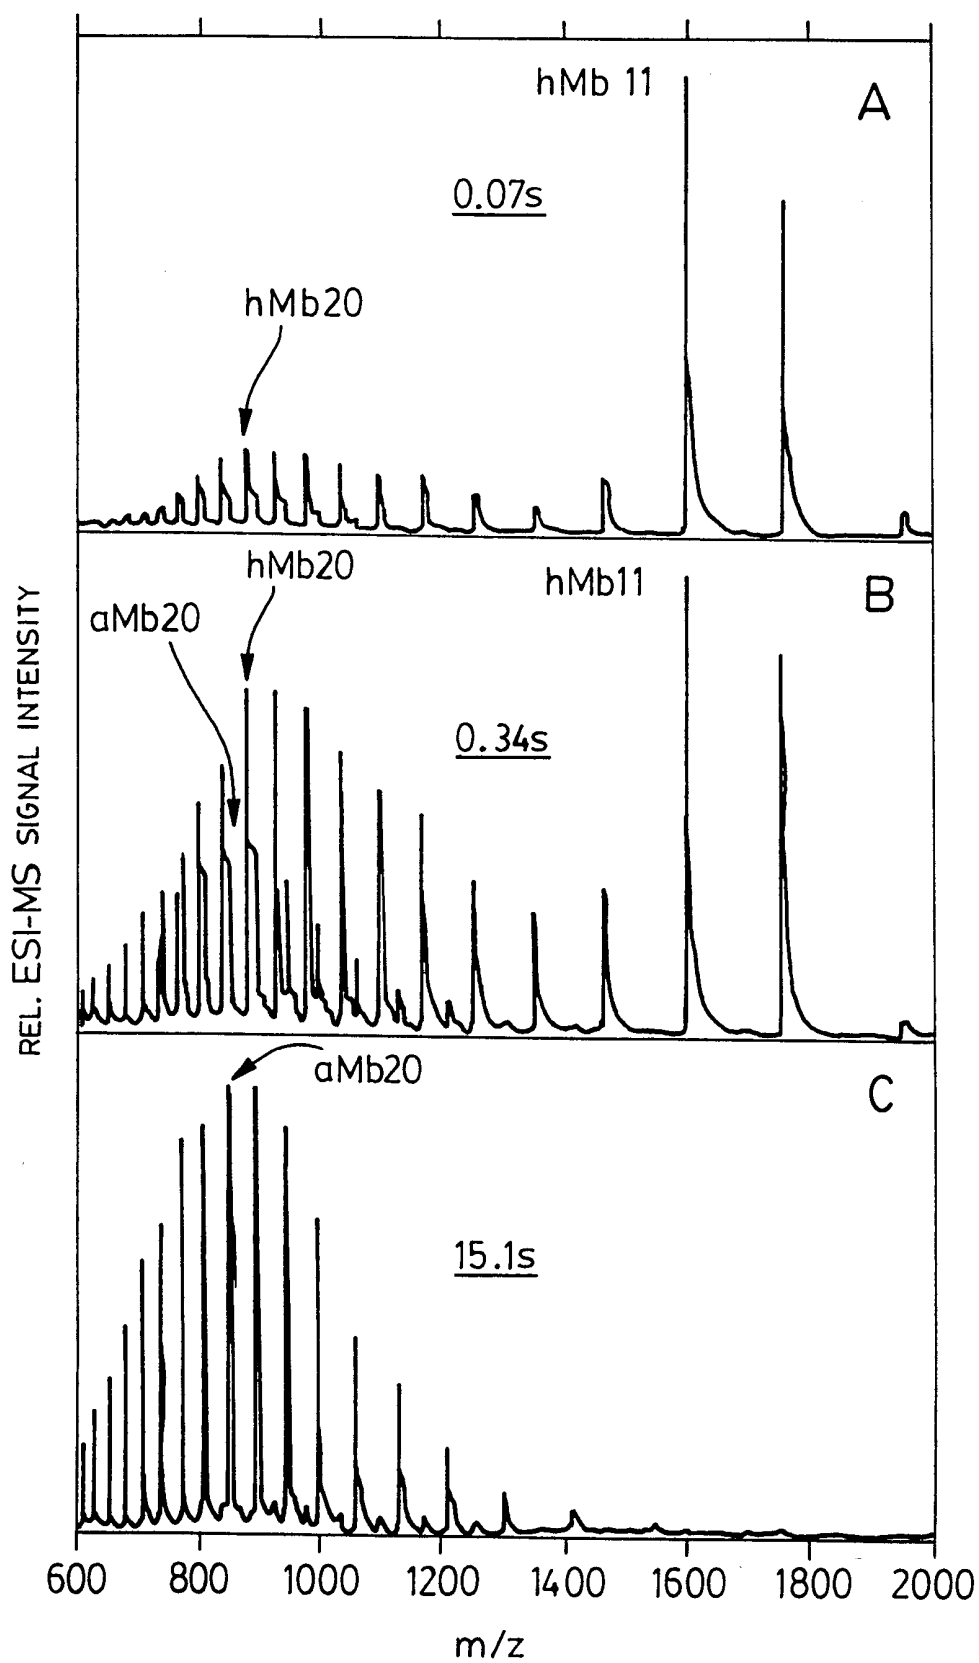 hMb 11
A
0.07s
hMb20
hMb20
hMb11
B
aMb20
0.34s
REL. ESI-MS SIGNAL INTENSITY
aMb20
C
15.1s
600 800 1000 1200 1400 1600 1800 2000
m/z